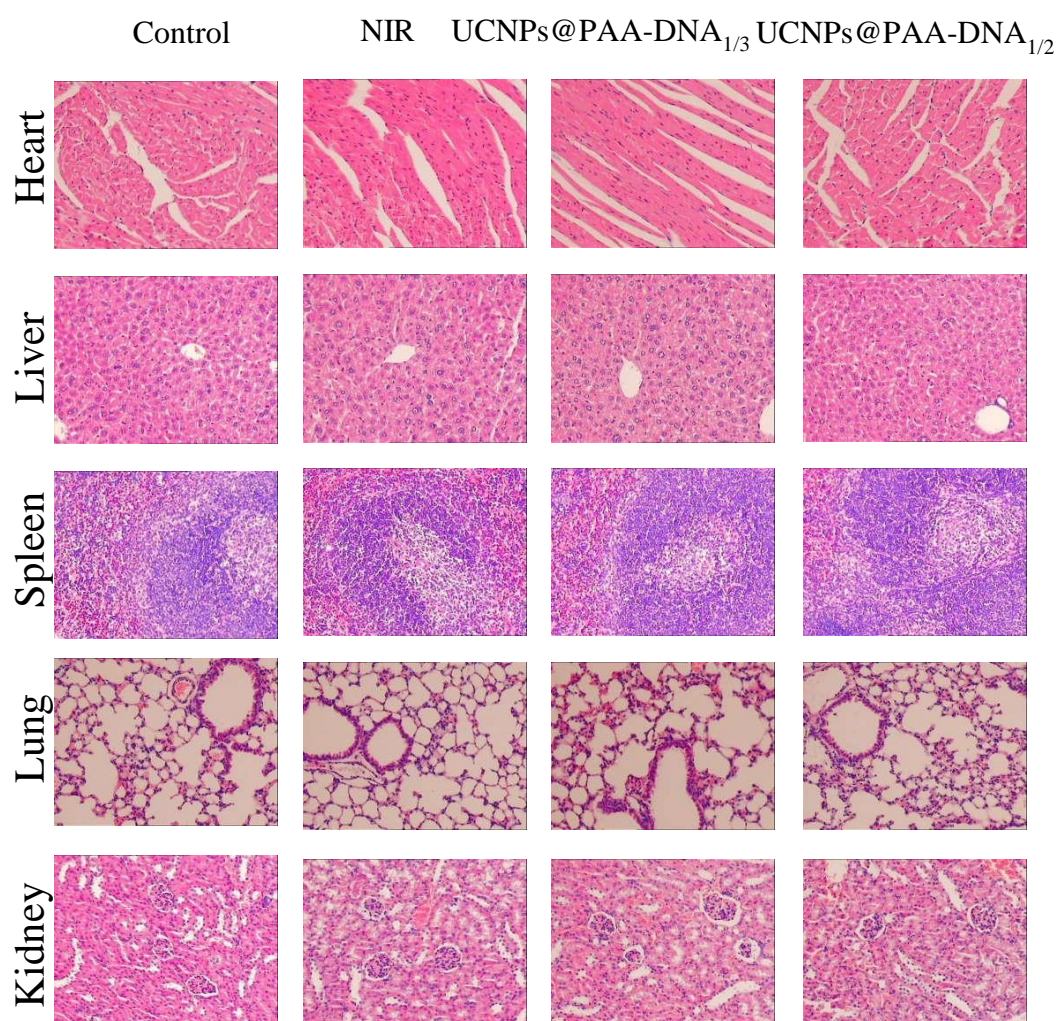 Control NIR UCNPs@PAA-DNA1/3 UCNPs@PAA-DNA1/2
Heart
Liver
Spleen
Lung
Kidney